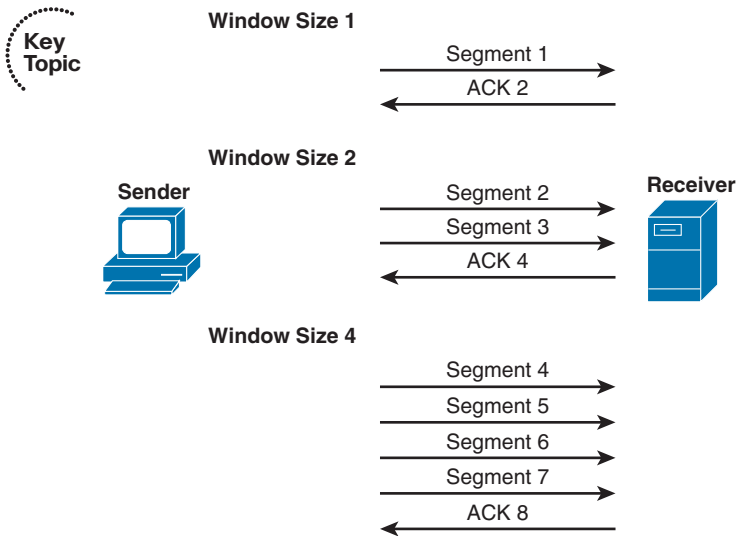 Key
Topic
Window Size 1
Segment 1
ACK 2
Window Size 2
Sender
Receiver
Segment 2
Segment 3
ACK 4
Window Size 4
Segment 4
Segment 5
Segment 6
Segment 7
ACK 8